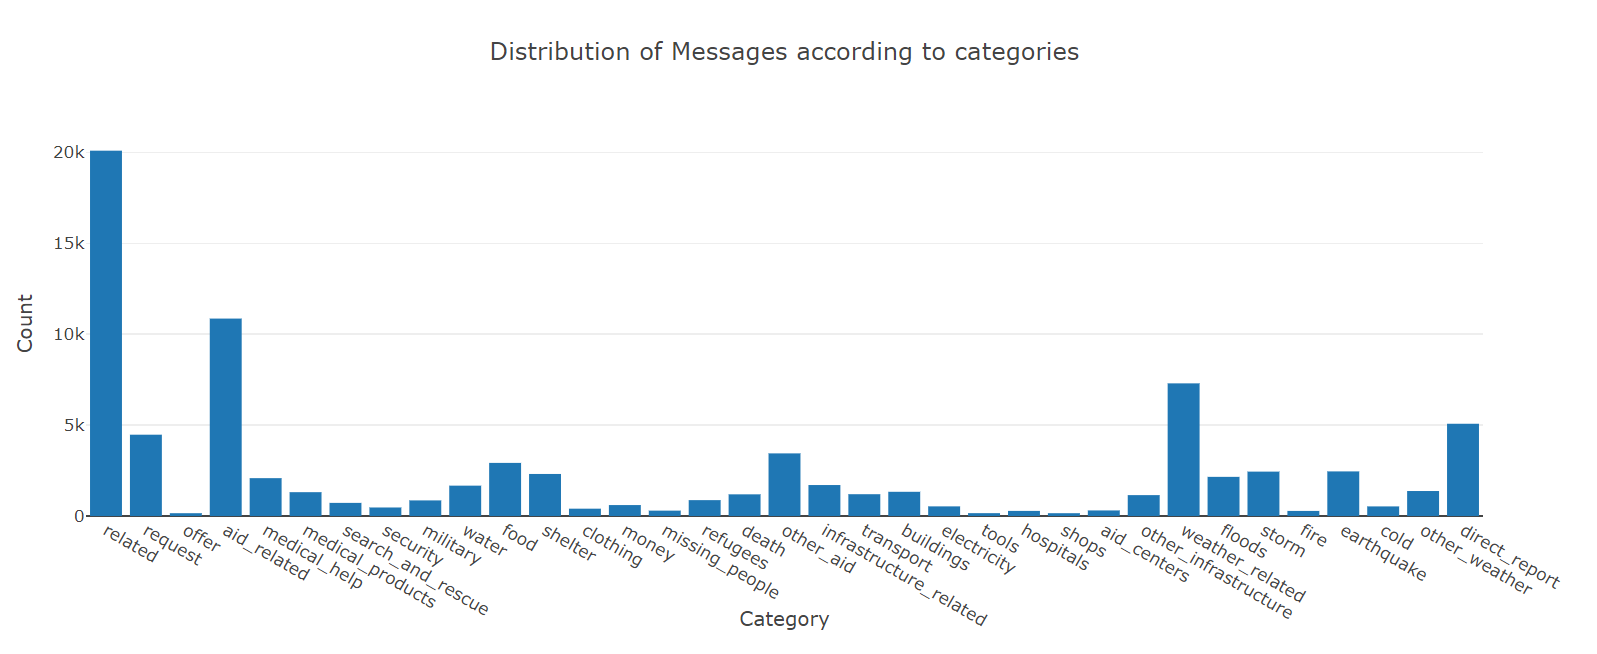 Distribution of Messages according to categories
Count
20k
15k
10k
5k
0
related
request
offer
aid_related
medical_help
medical_products
search_and_rescue
security
military
water
food
shelter
clothing
money
missing_people
refugees
death
other_aid
infrastructure_related
transport
buildings
electricity
tools
hospitals
shops
aid_centers
other_infrastructure
weather_related
floods
storm
fire
earthquake
cold
other_weather
direct_report
Category